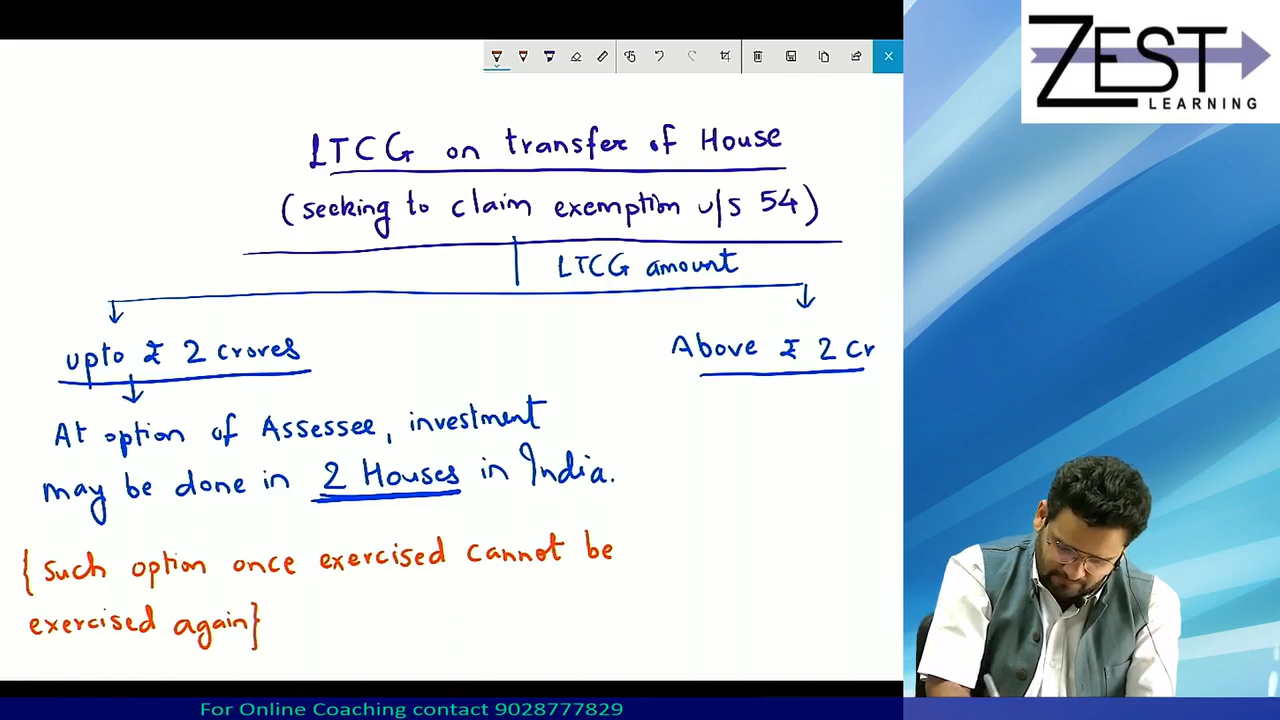 ZEST
LEARNING
LTCG on transfer of House
(seeking to claim exemption u/s 54)
LTCG amount
upto ₹ 2 crores
Above ₹ 2 Cr
At option of Assessee, investment
may be done in 2 Houses in India.
{Such option once exercised cannot be
exercised again}
For Online Coaching contact 9028777829